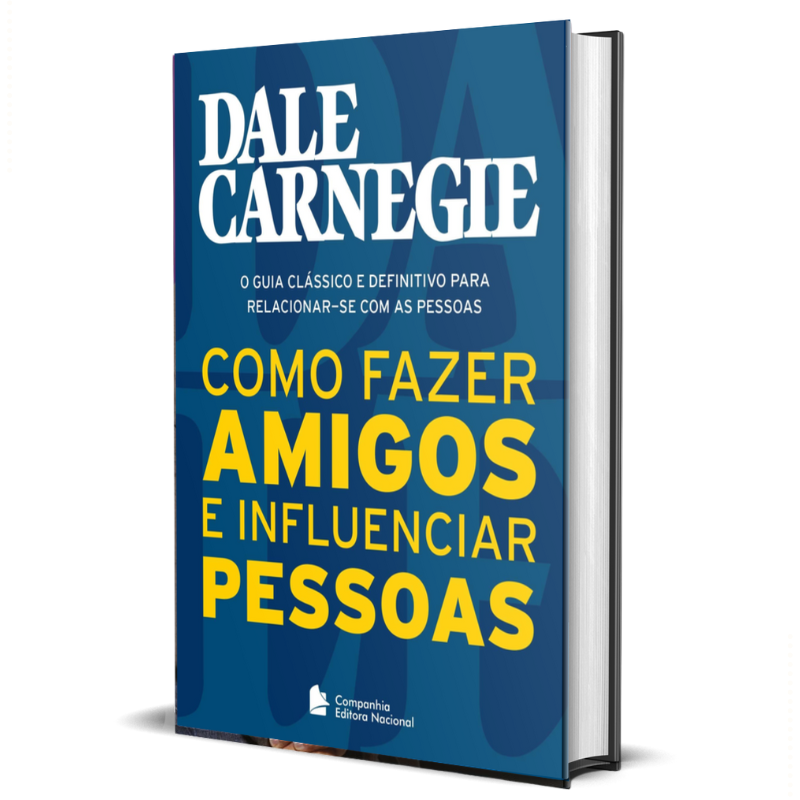 DALE
CARNEGIE
O GUIA CLÁSSICO E DEFINITIVO PARA
RELACIONAR-SE COM AS PESSOAS
COMO FAZER
AMIGOS
E INFLUENCIAR
PESSOAS
Companhia
Editora Nacional